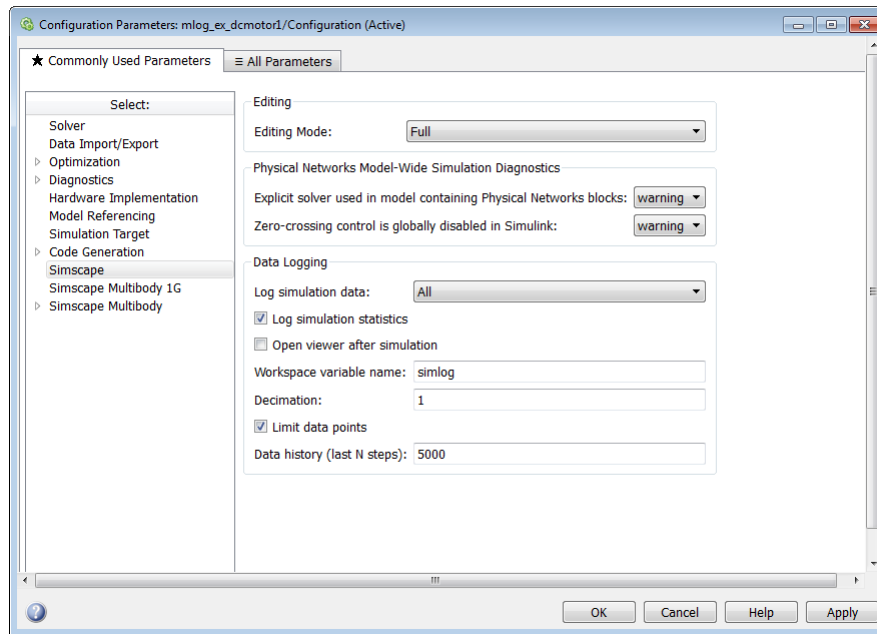 Configuration Parameters: mlog_ex_dcmotor1/Configuration (Active)
★ Commonly Used Parameters
≡ All Parameters
Select:
Solver
Data Import/Export
Optimization
Diagnostics
Hardware Implementation
Model Referencing
Simulation Target
Code Generation
Simscape
Simscape Multibody 1G
Simscape Multibody
Editing
Editing Mode: Full
Physical Networks Model-Wide Simulation Diagnostics
Explicit solver used in model containing Physical Networks blocks: warning
Zero-crossing control is globally disabled in Simulink: warning
Data Logging
Log simulation data: All
Log simulation statistics
Open viewer after simulation
Workspace variable name: simlog
Decimation: 1
Limit data points
Data history (last N steps): 5000
? OK Cancel Help Apply